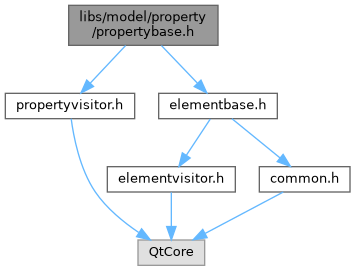 libs/model/property
/propertybase.h
propertyvisitor.h
elementbase.h
elementvisitor.h
common.h
QtCore